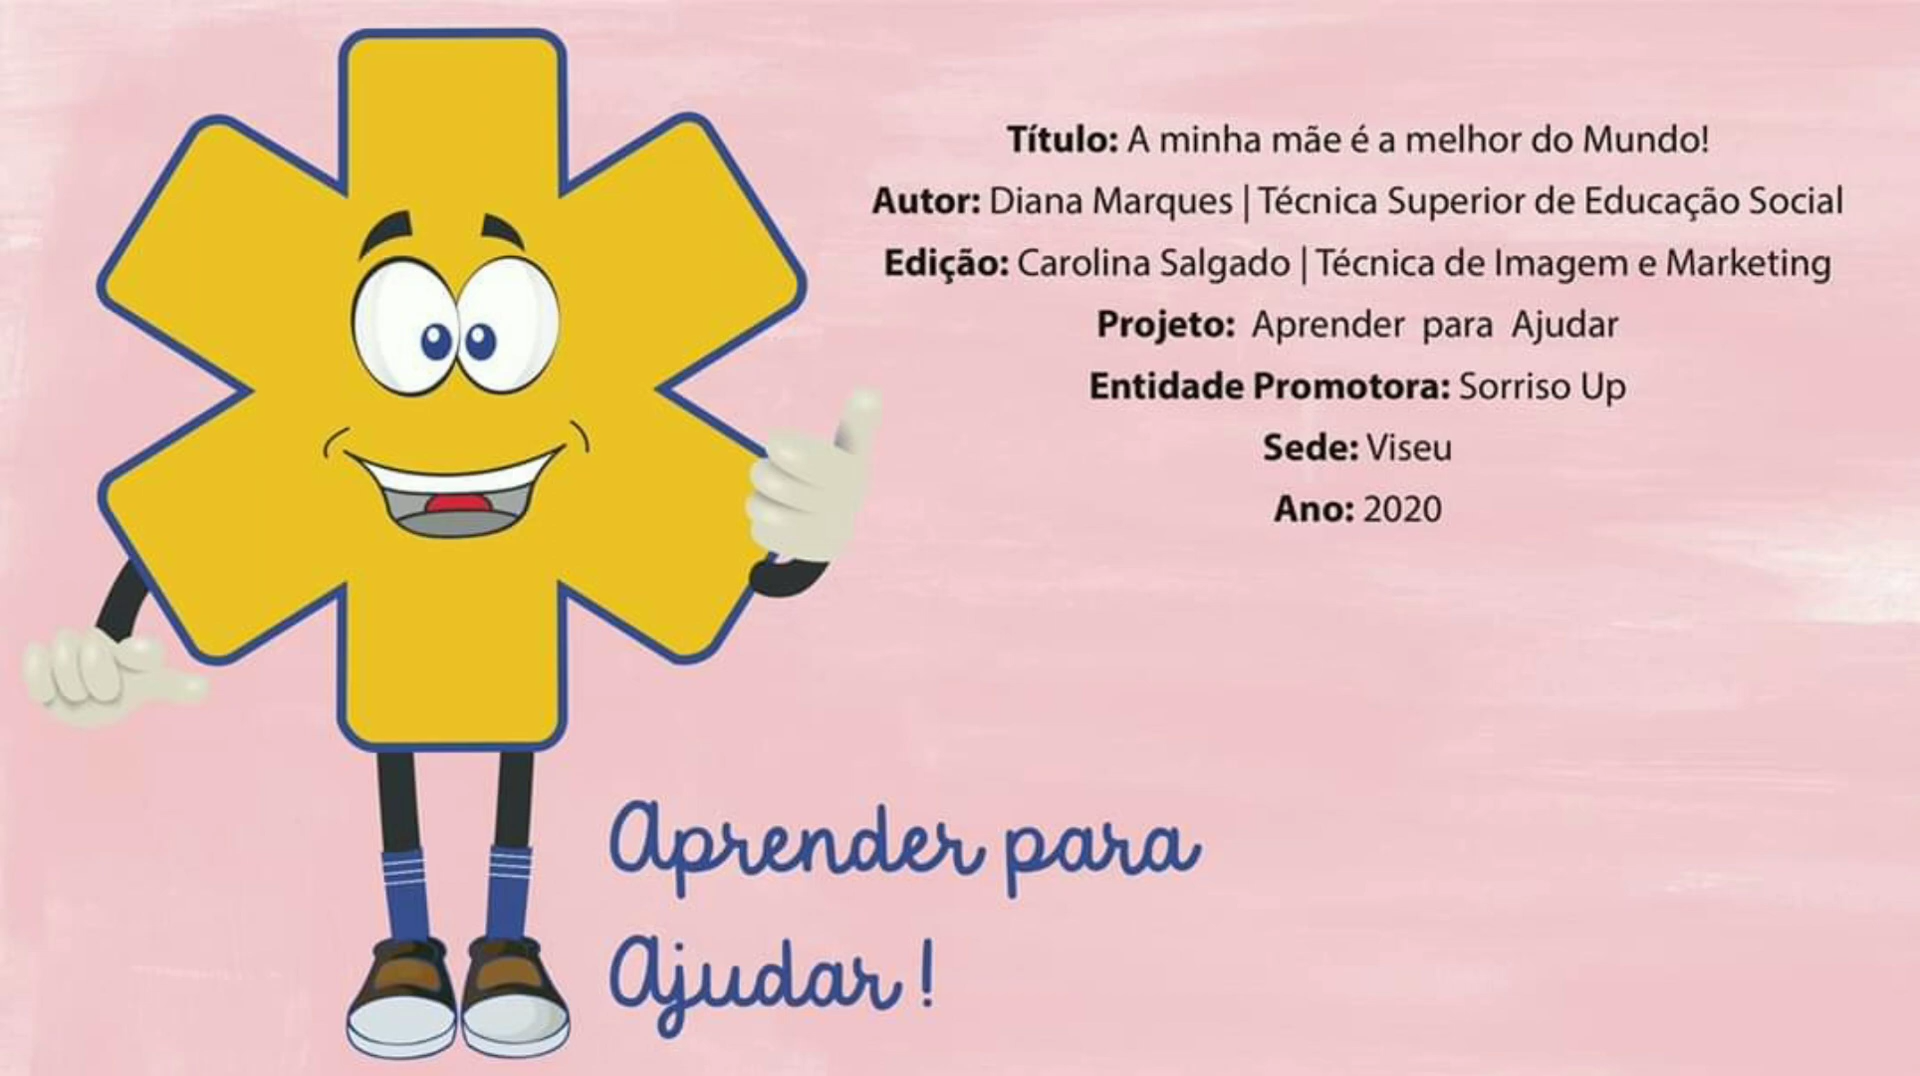 Título: A minha mãe é a melhor do Mundo!
Autor: Diana Marques | Técnica Superior de Educação Social
Edição: Carolina Salgado | Técnica de Imagem e Marketing
Projeto: Aprender para Ajudar
Entidade Promotora: Sorriso Up
Sede: Viseu
Ano: 2020
Aprender para
Ajudar!